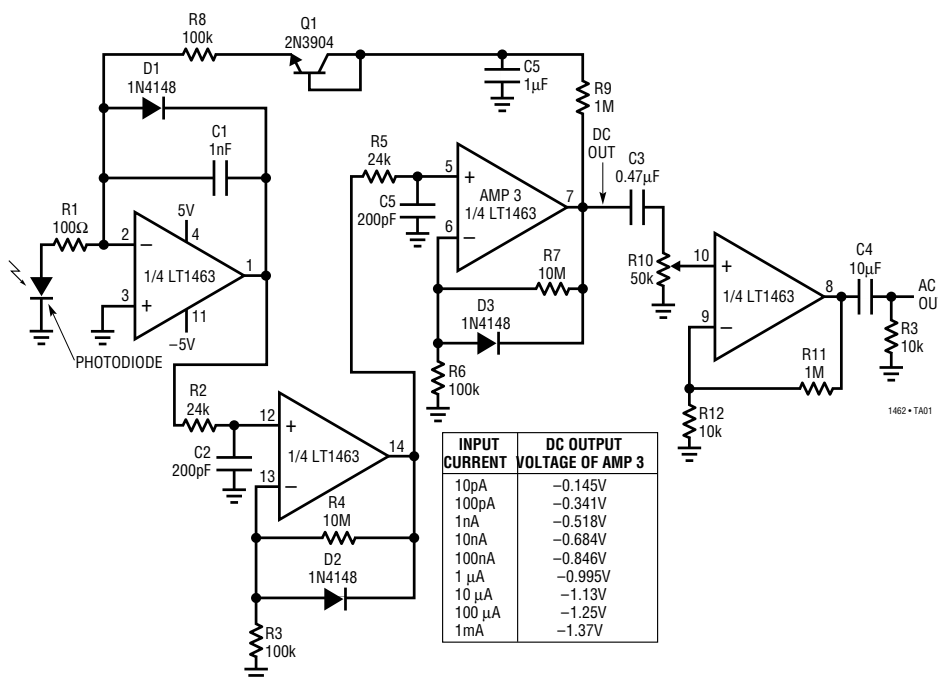 R8
100k
Q1
2N3904
D1
1N4148
C5
1µF
R9
1M
C1
1nF
R5
24k
DC
OUT
C3
0.47µF
5
+
AMP 3
1/4 LT1463
7
6
−
C5
200pF
R1
100Ω
5V
2
−
4
1/4 LT1463
1
3
+
11
−5V
PHOTODIODE
R7
10M
D3
1N4148
R6
100k
R10
50k
10
+
1/4 LT1463
8
9
−
C4
10µF
AC
OU
R3
10k
R11
1M
R12
10k
1462 • TA01
R2
24k
12
+
1/4 LT1463
14
13
−
C2
200pF
R4
10M
D2
1N4148
R3
100k
INPUT CURRENT DC OUTPUT VOLTAGE OF AMP 3
10pA −0.145V
100pA −0.341V
1nA −0.518V
10nA −0.684V
100nA −0.846V
1 µA −0.995V
10 µA −1.13V
100 µA −1.25V
1mA −1.37V